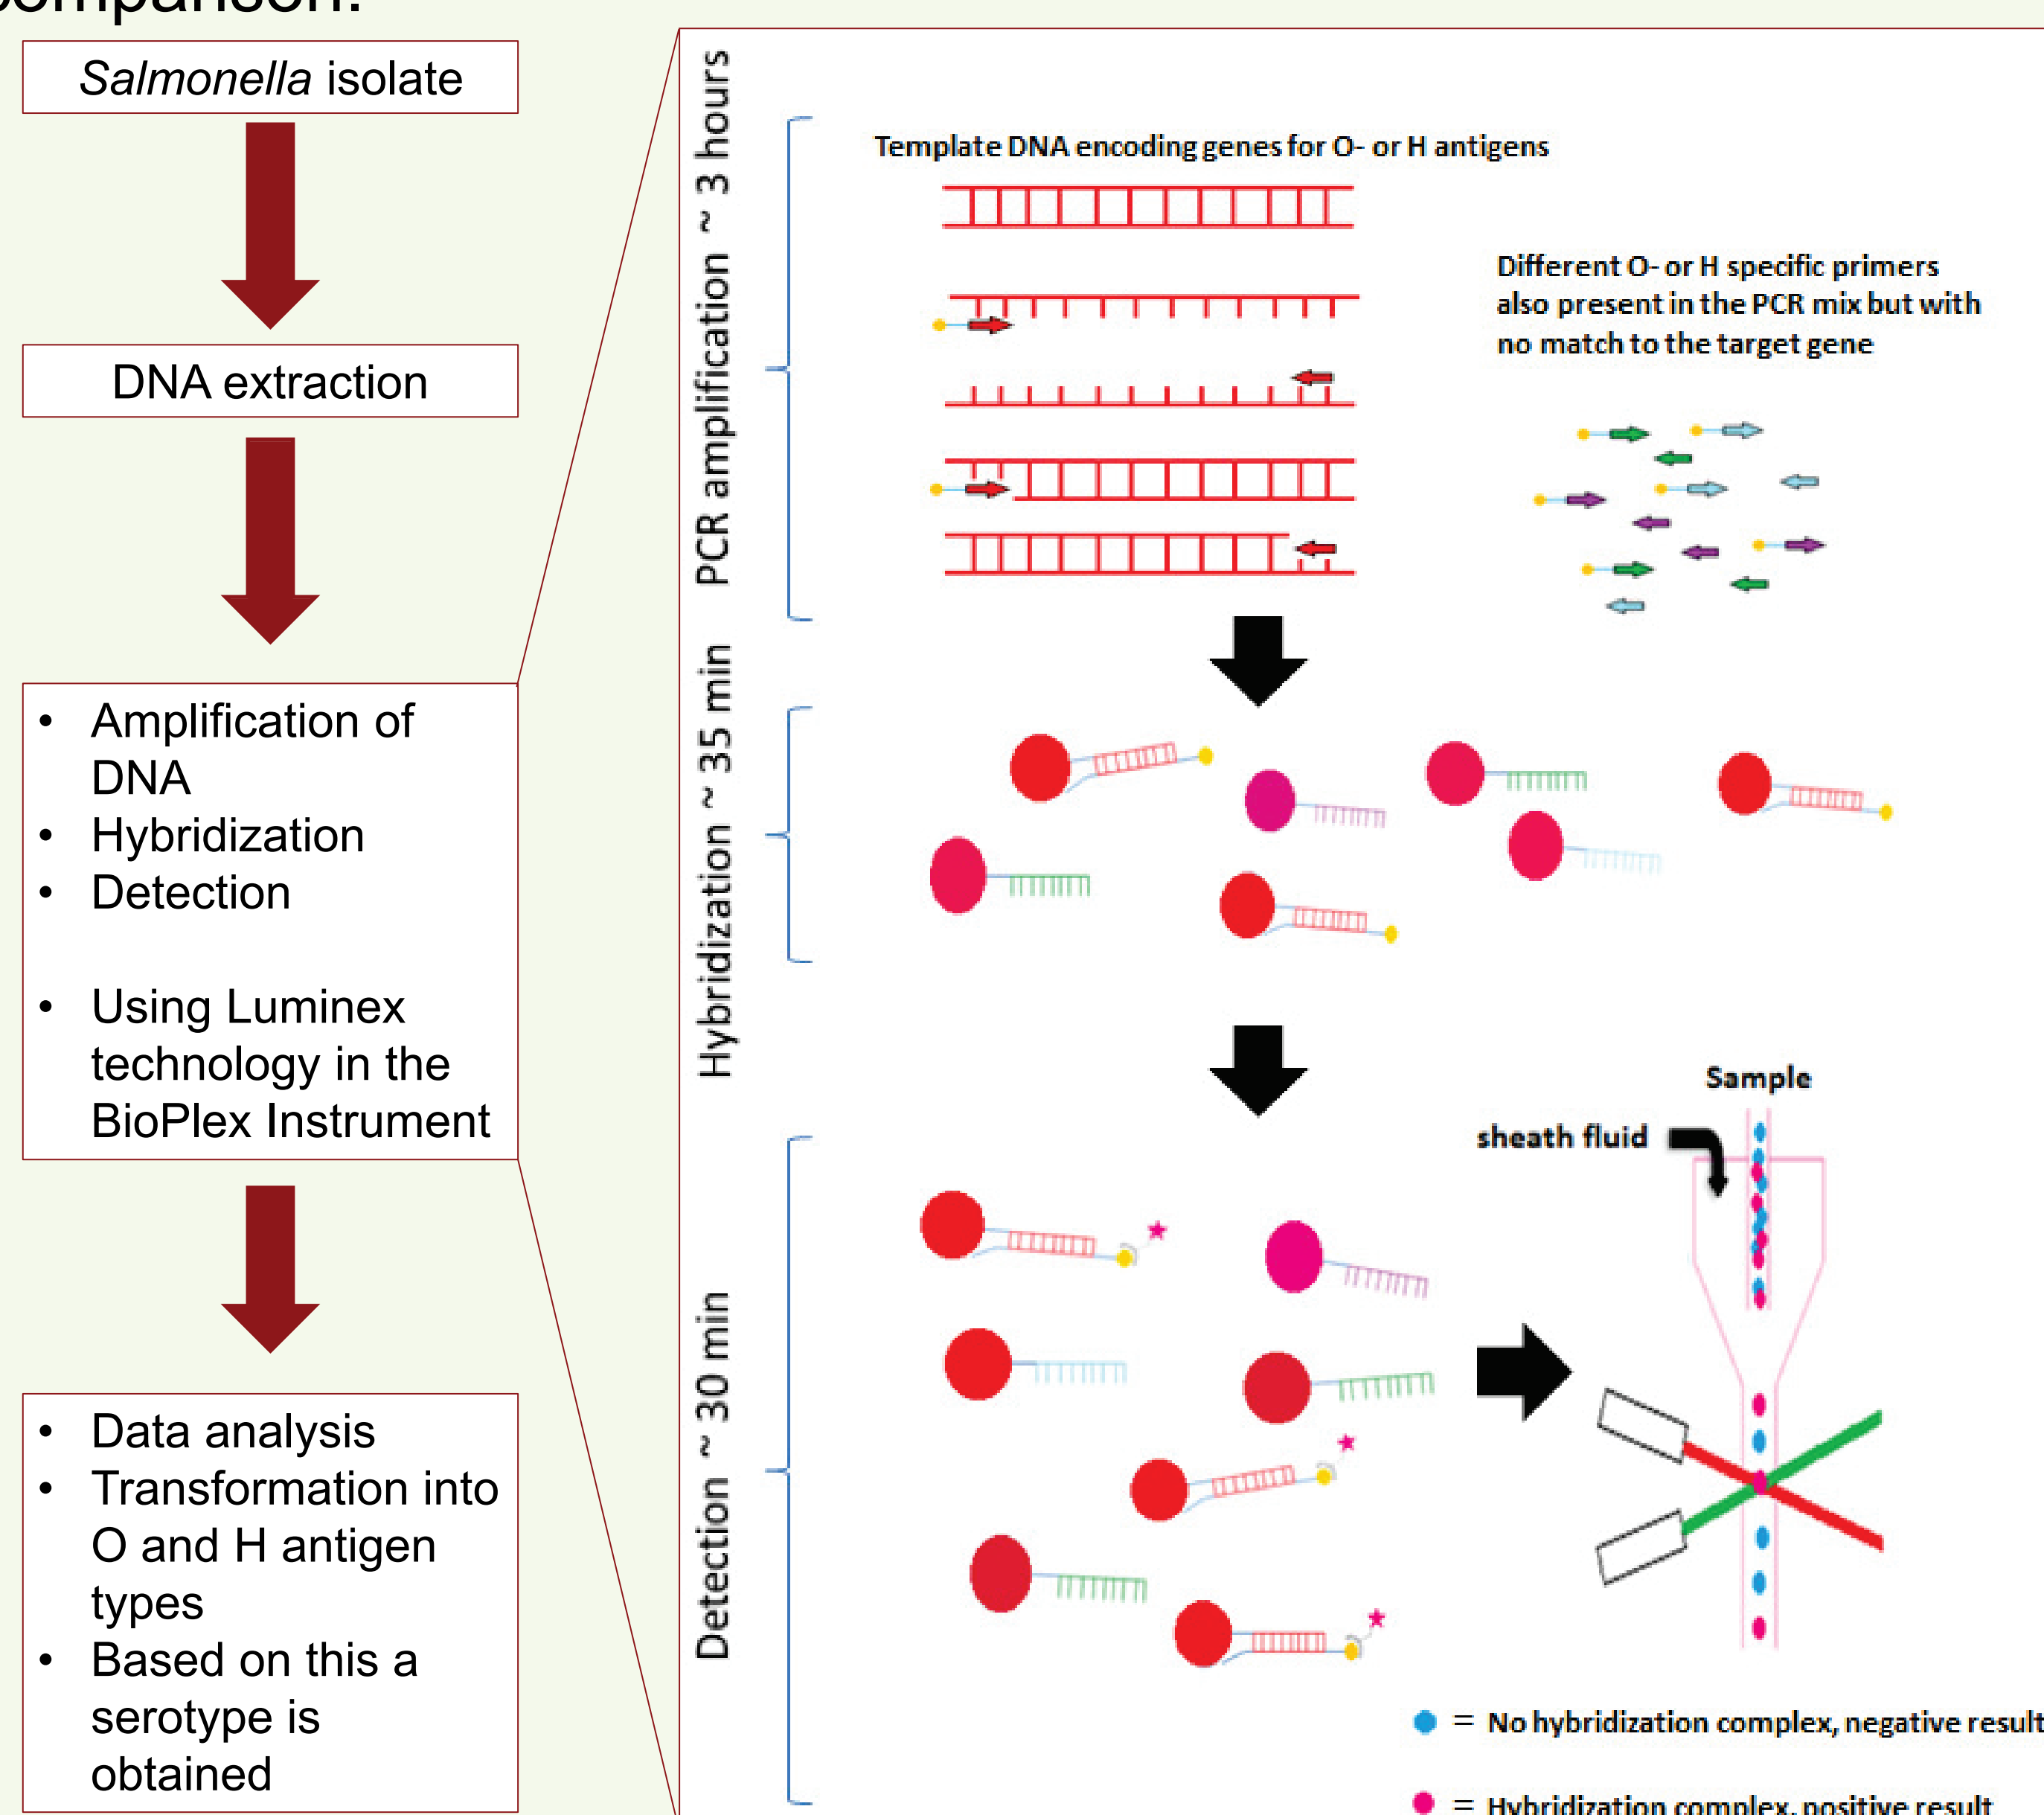 comparison:
Salmonella isolate
DNA extraction
• Amplification of
DNA
• Hybridization
• Detection
• Using Luminex
technology in the
BioPlex Instrument
• Data analysis
• Transformation into
O and H antigen
types
• Based on this a
serotype is
obtained
PCR amplification ~ 3 hours
Template DNA encoding genes for O- or H antigens
Different O- or H specific primers
also present in the PCR mix but with
no match to the target gene
Hybridization ~ 35 min
Detection ~ 30 min
Sample
sheath fluid
= No hybridization complex, negative result
= Hybridization complex, positive result